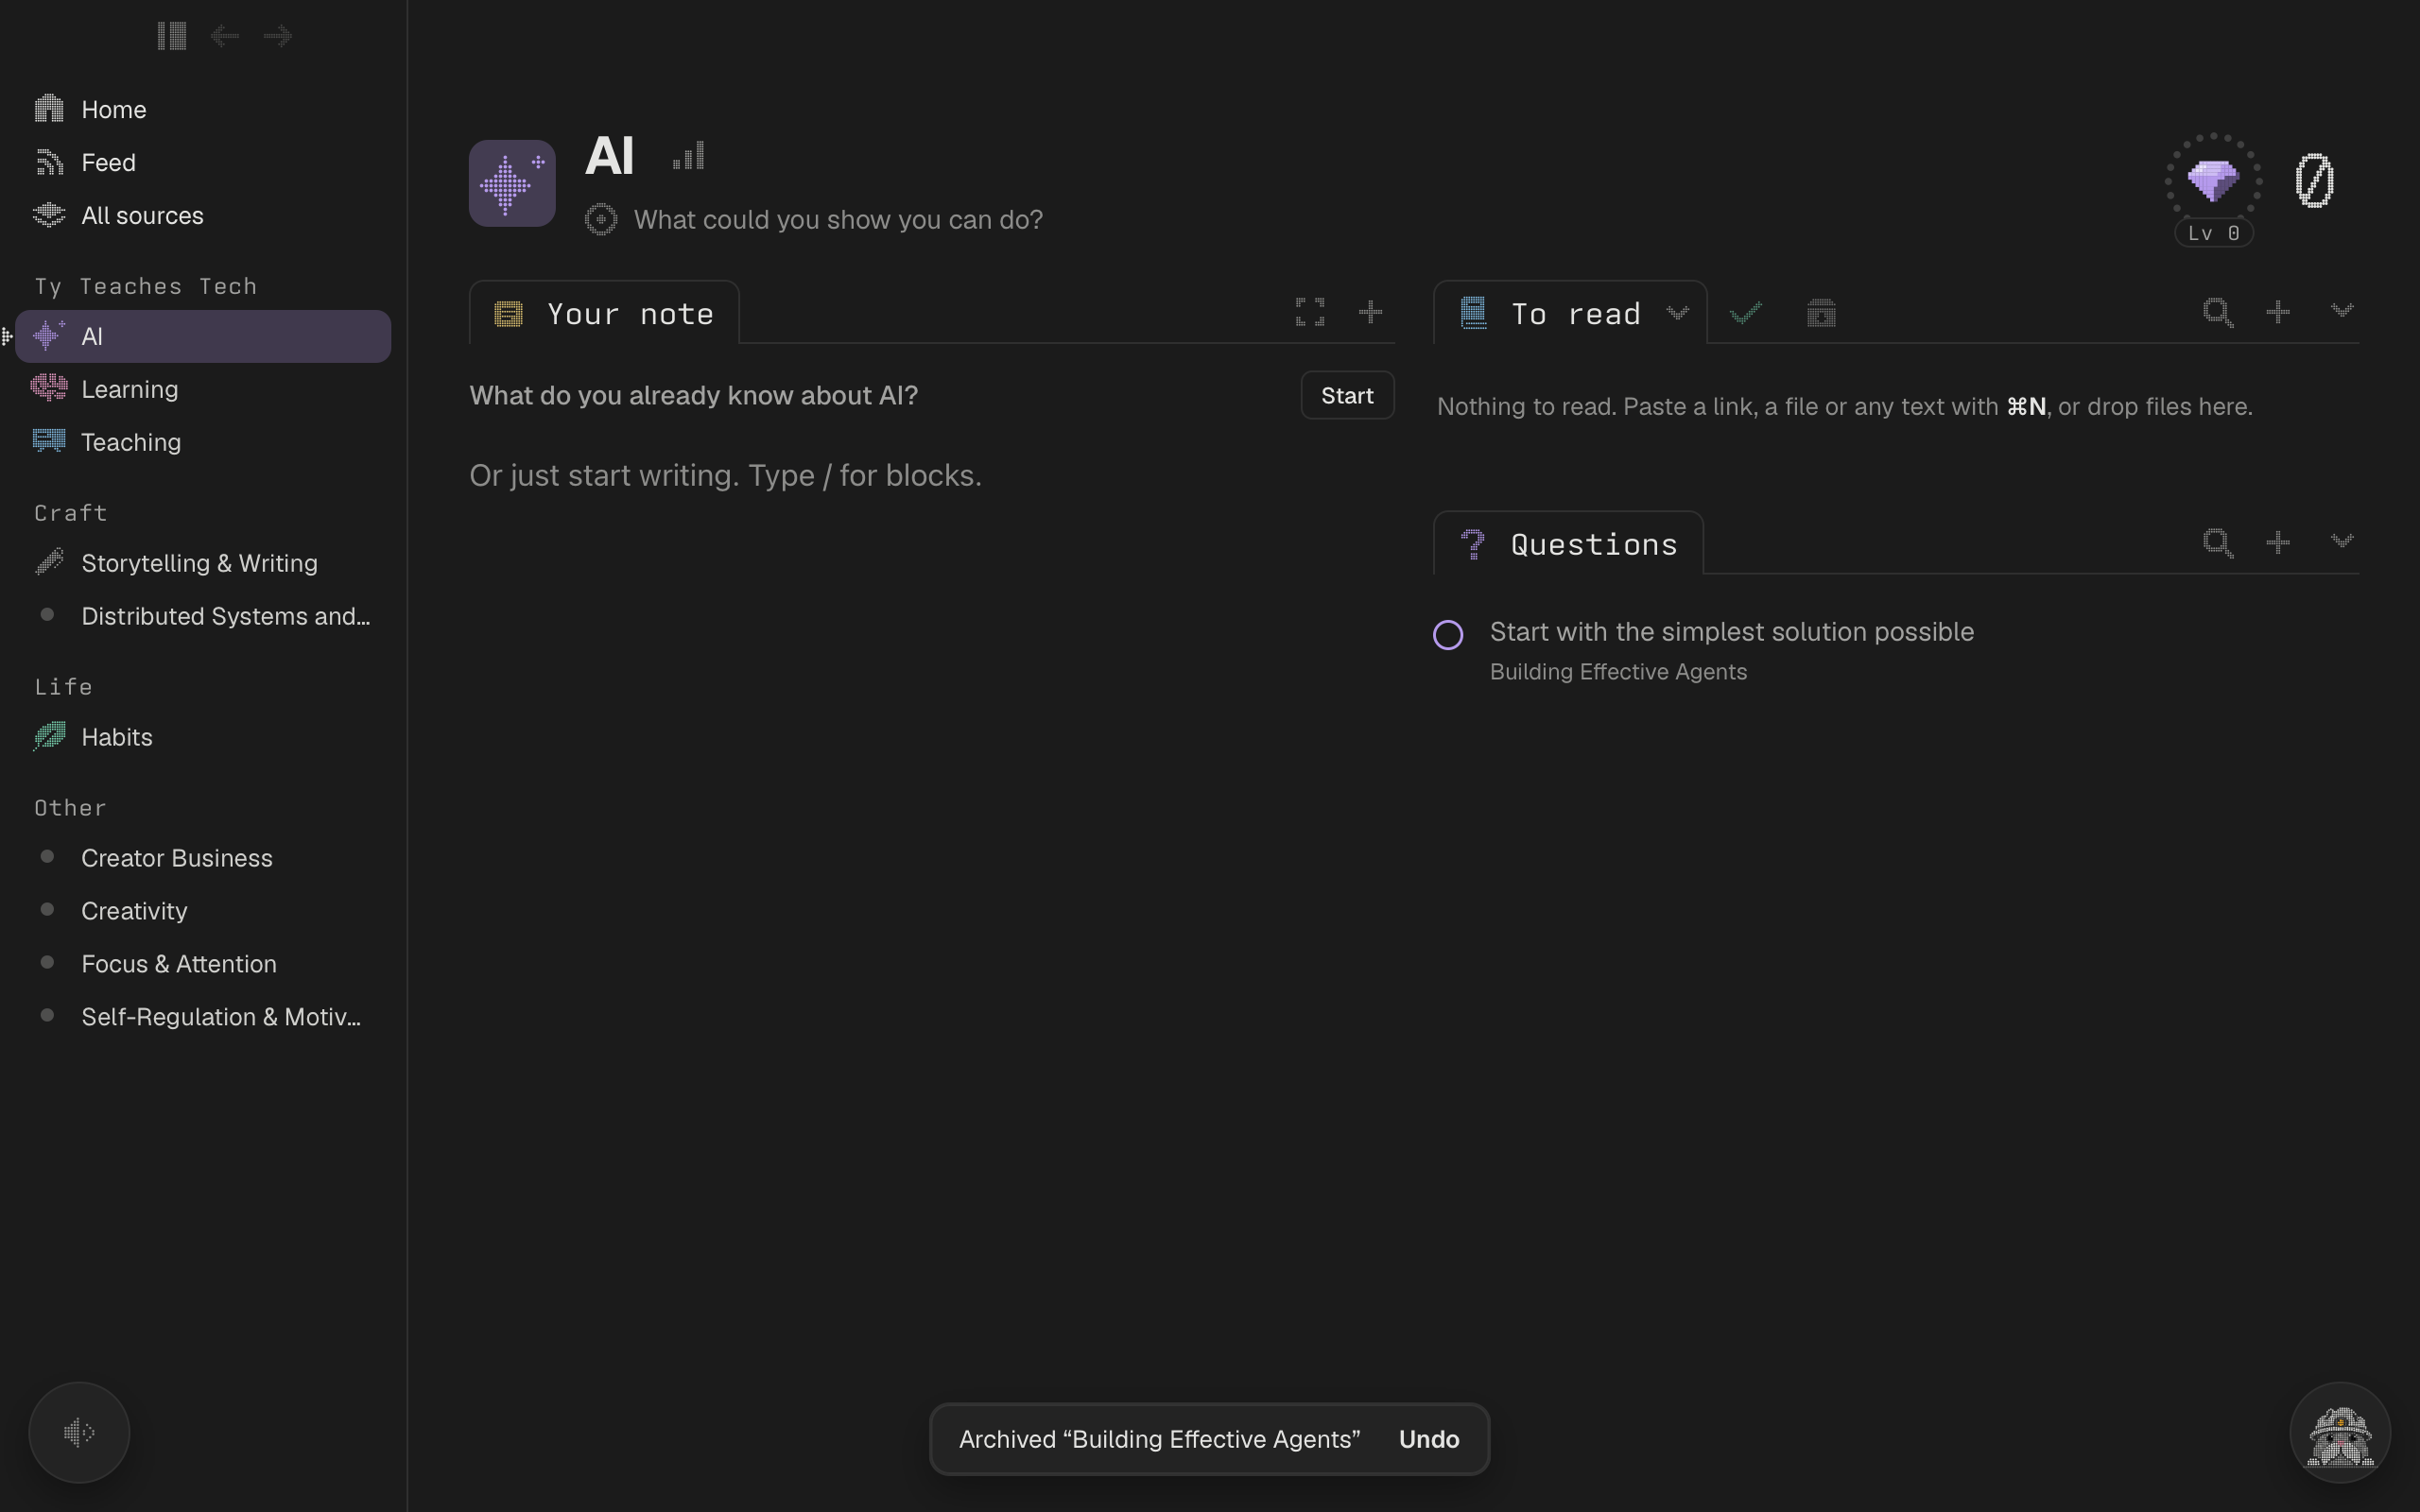 Home
Feed
All sources
Ty Teaches Tech
AI
Learning
Teaching
Craft
Storytelling & Writing
Distributed Systems and...
Life
Habits
Other
Creator Business
Creativity
Focus & Attention
Self-Regulation & Motiv...
AI
What could you show you can do?
Lv 0
0
Your note
What do you already know about AI?
Start
Or just start writing. Type / for blocks.
To read
Nothing to read. Paste a link, a file or any text with ⌘N, or drop files here.
Questions
Start with the simplest solution possible
Building Effective Agents
Archived “Building Effective Agents” Undo